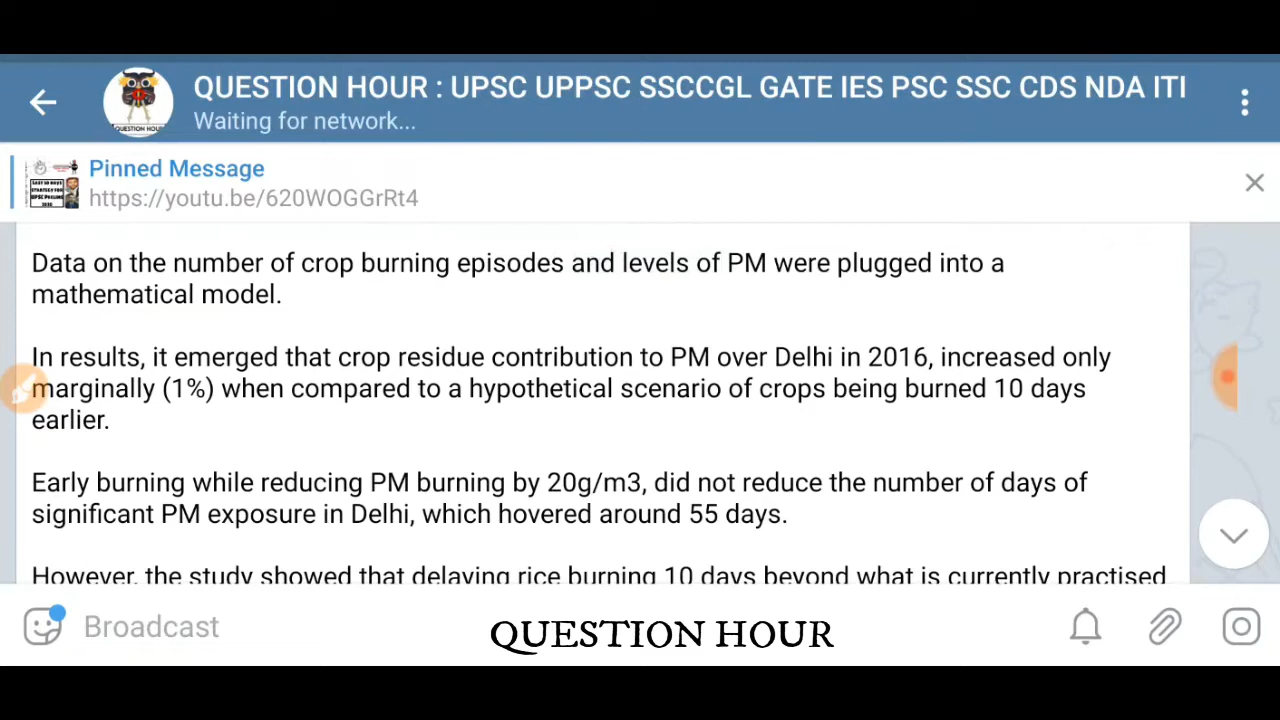 QUESTION HOUR : UPSC UPPSC SSCCGL GATE IES PSC SSC CDS NDA ITI
Waiting for network...
QUESTION HOUR
Pinned Message
https://youtu.be/620WOGGrRt4
Data on the number of crop burning episodes and levels of PM were plugged into a
mathematical model.
In results, it emerged that crop residue contribution to PM over Delhi in 2016, increased only
marginally (1%) when compared to a hypothetical scenario of crops being burned 10 days
earlier.
Early burning while reducing PM burning by 20g/m3, did not reduce the number of days of
significant PM exposure in Delhi, which hovered around 55 days.
However, the study showed that delaying rice burning 10 days beyond what is currently practised
Broadcast
QUESTION HOUR